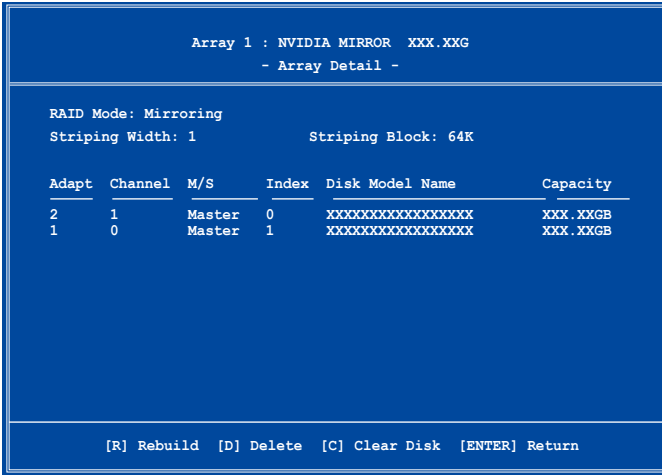 Array 1 : NVIDIA MIRROR XXX.XXG
- Array Detail -
RAID Mode: Mirroring
Striping Width: 1 Striping Block: 64K
Adapt Channel M/S Index Disk Model Name Capacity
2 1 Master 0 XXXXXXXXXXXXXXXXX XXX.XXGB
1 0 Master 1 XXXXXXXXXXXXXXXXX XXX.XXGB
[R] Rebuild [D] Delete [C] Clear Disk [ENTER] Return